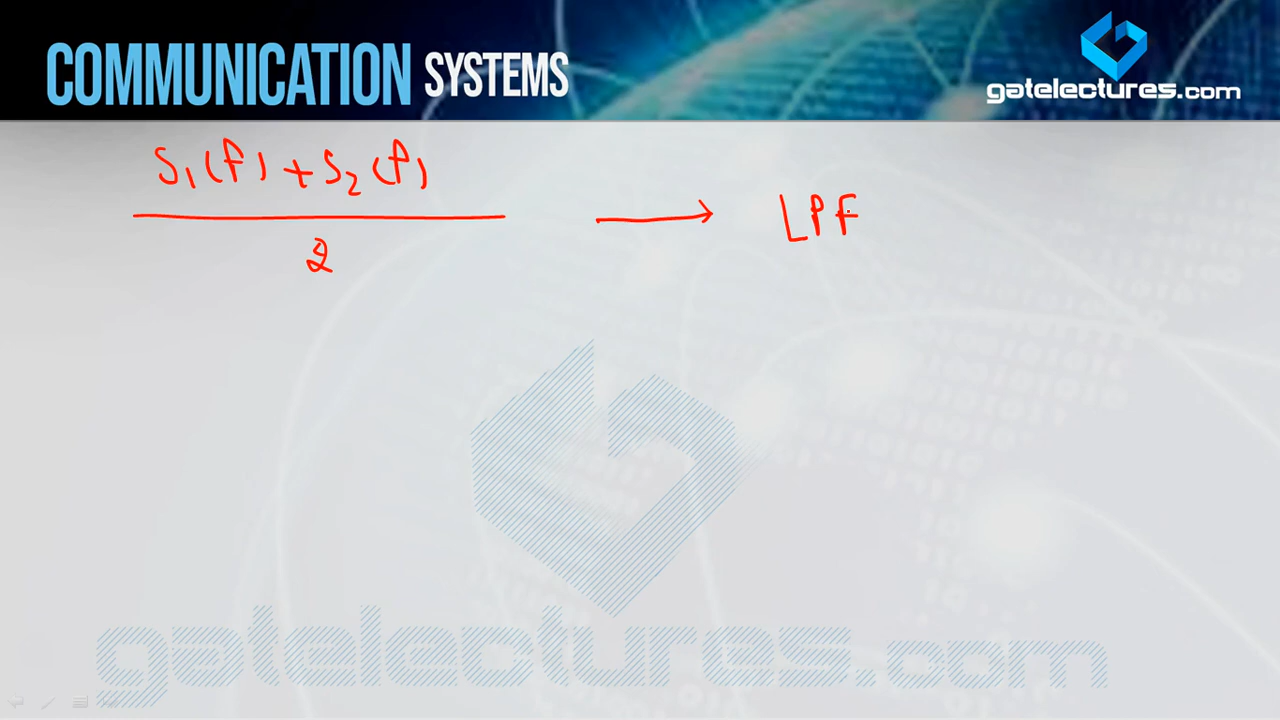 COMMUNICATION SYSTEMS
gatelectures.com
S₁(f) + S₂(f)
2
→ LPF
gatelectures.com